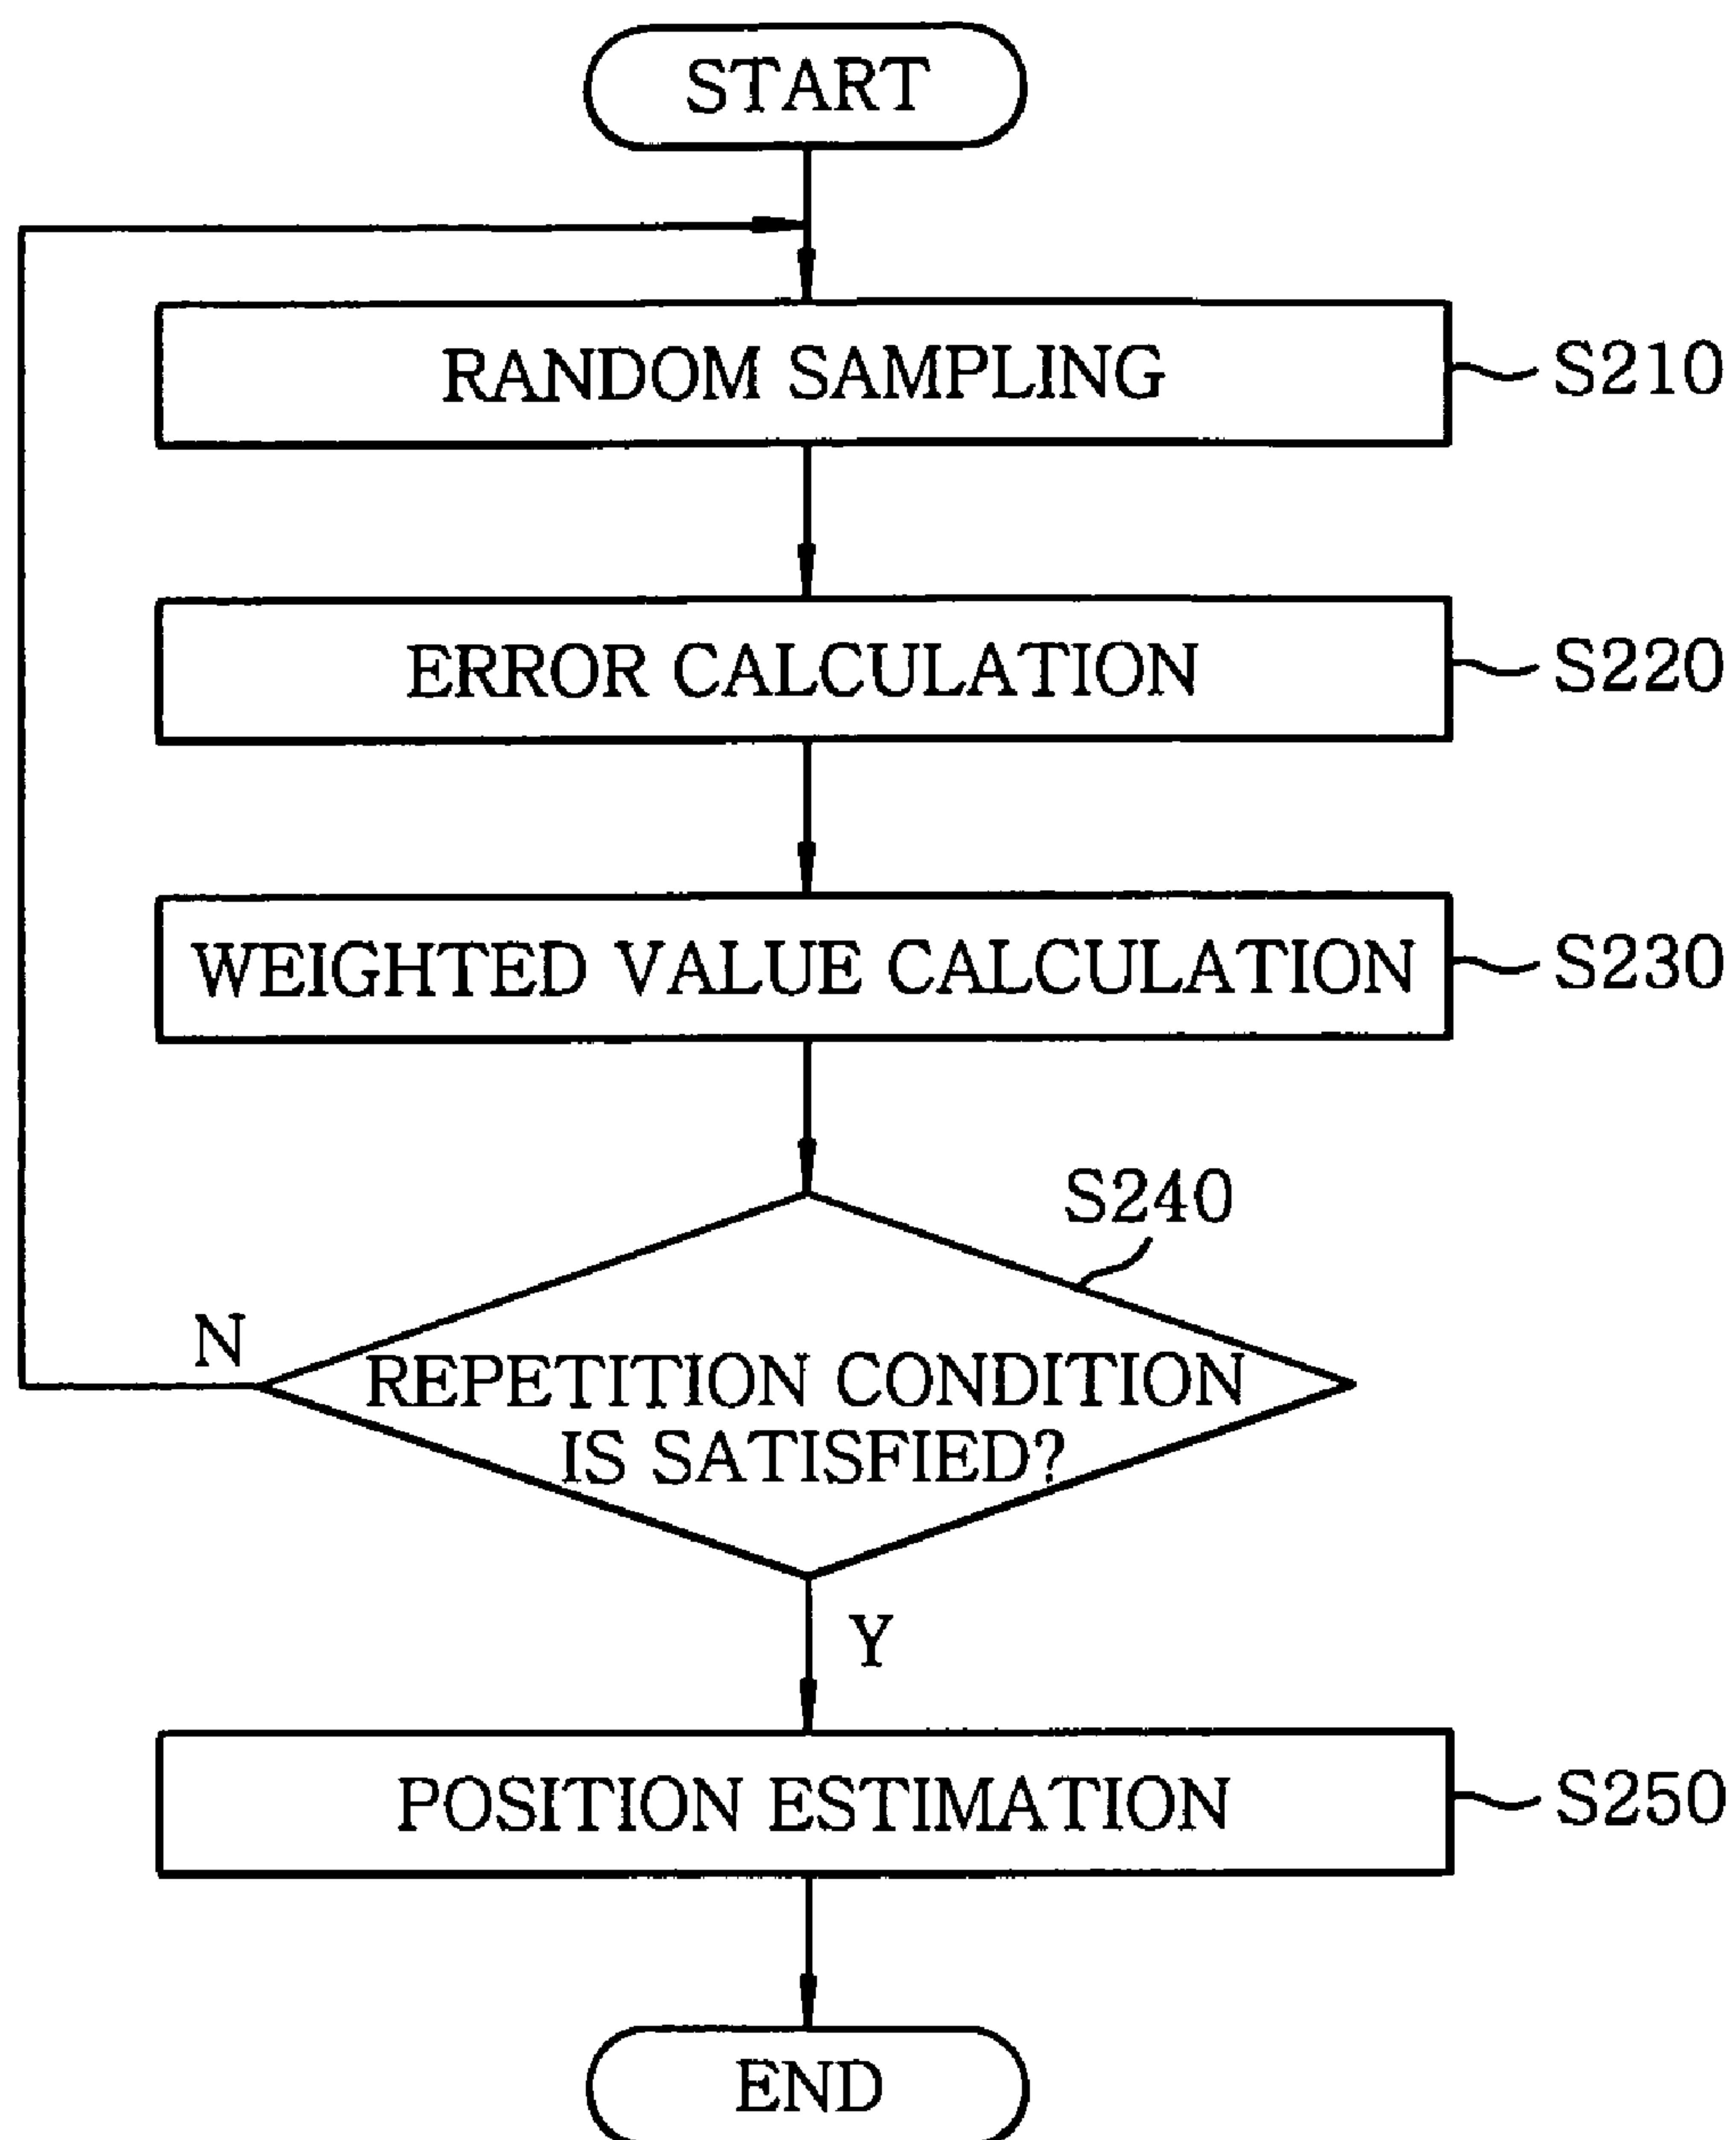 START
RANDOM SAMPLING
S210
ERROR CALCULATION
S220
WEIGHTED VALUE CALCULATION
S230
S240
N
REPETITION CONDITION
IS SATISFIED?
Y
POSITION ESTIMATION
S250
END